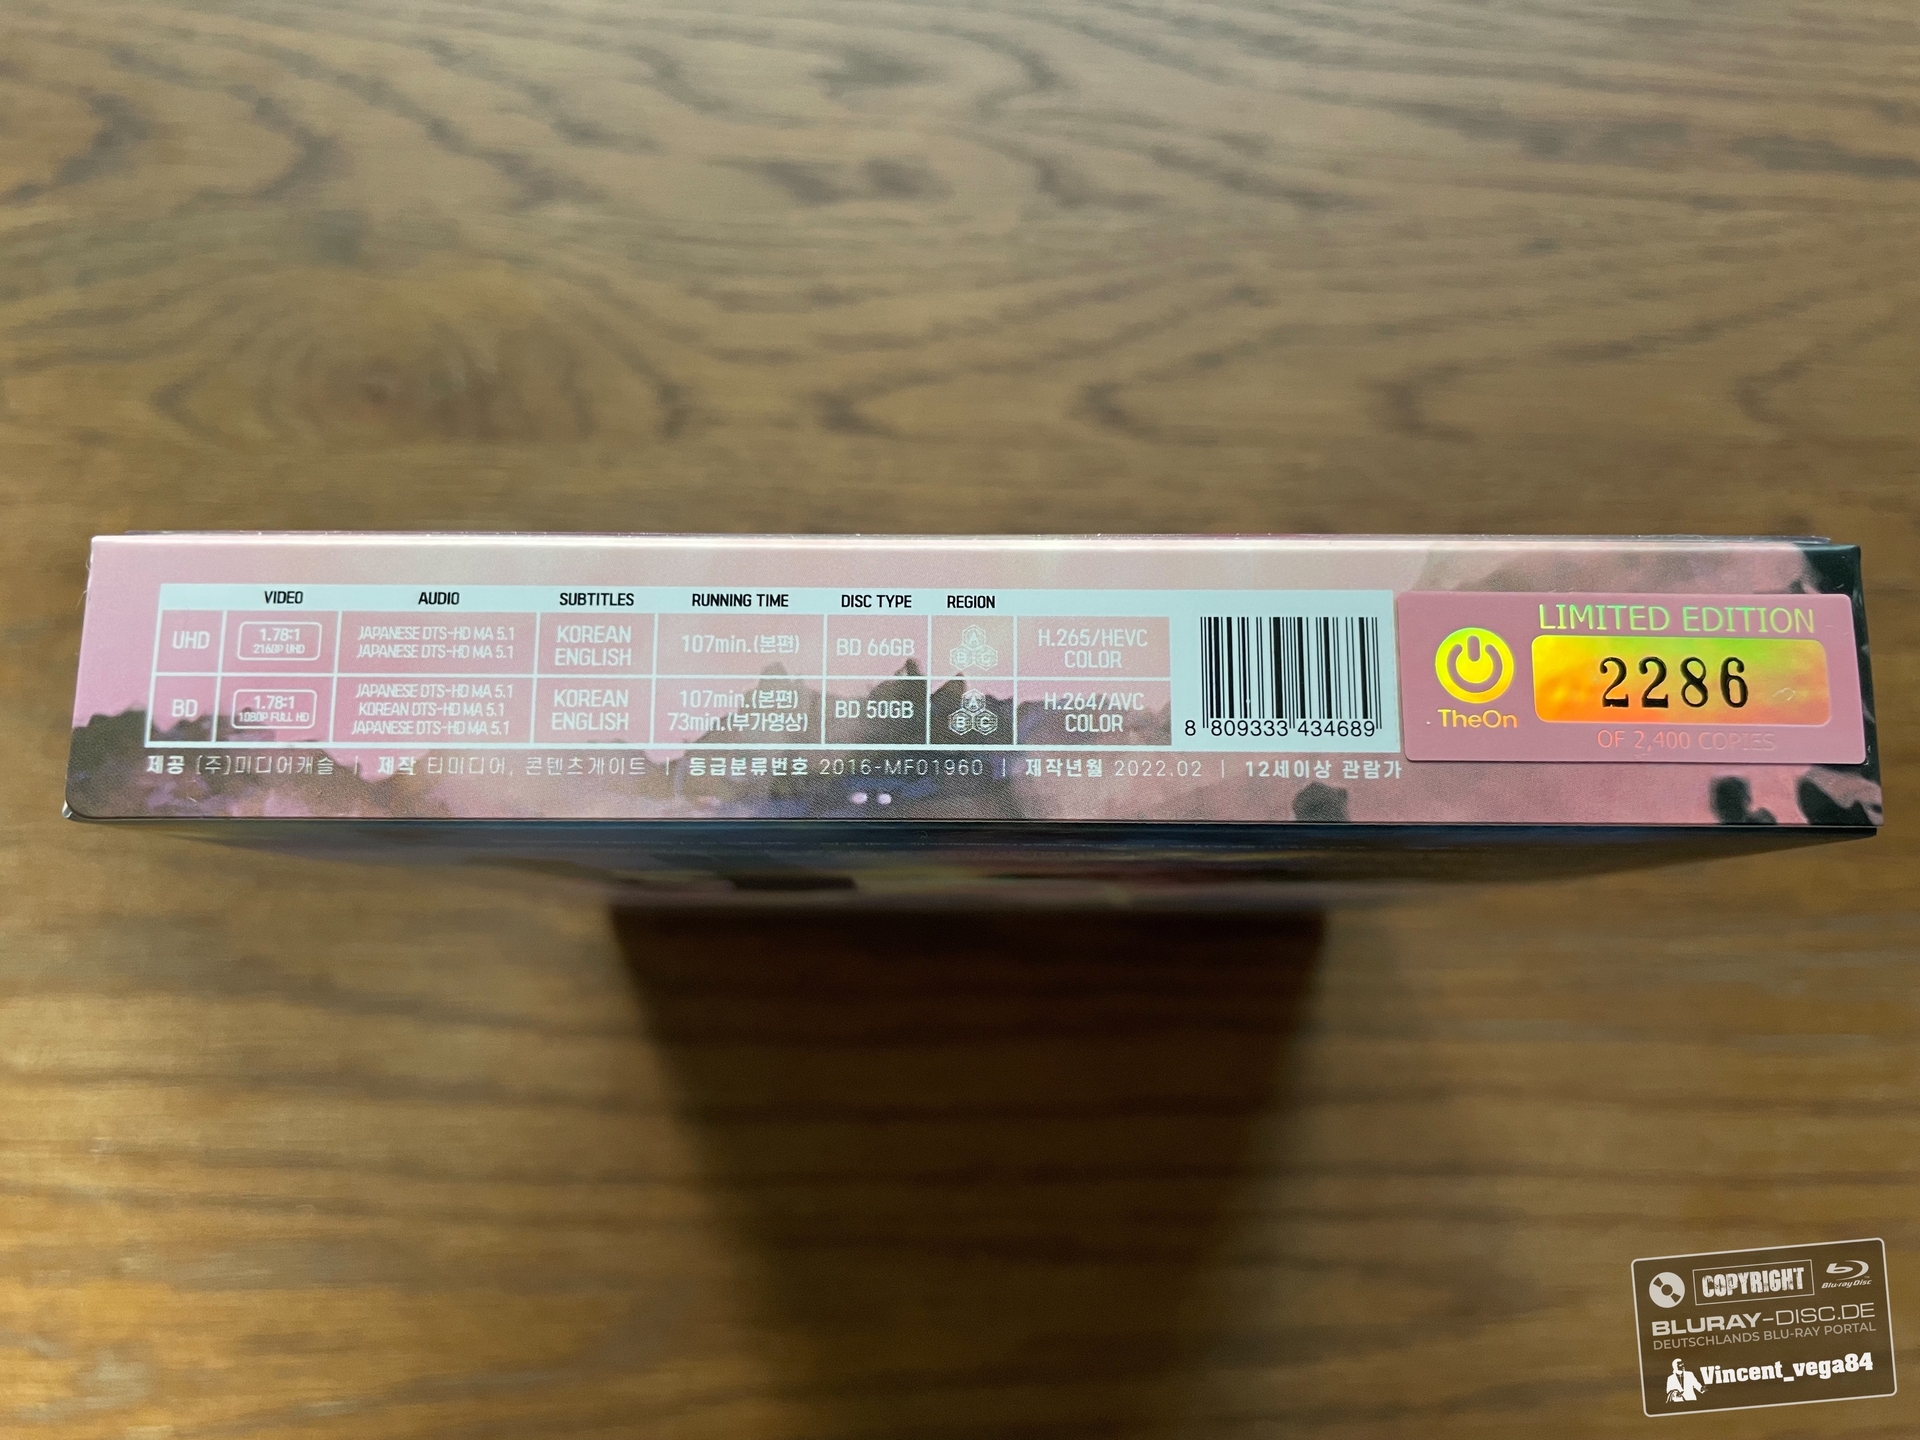 VIDEO AUDIO SUBTITLES RUNNING TIME DISC TYPE REGION
UHD
1.78:1
2160P UHD
JAPANESE DTS-HD MA 5.1
JAPANESE DTS-HD MA 5.1
KOREAN
ENGLISH
107min.(본편)
BD 66GB
A
B C
H.265/HEVC
COLOR
BD
1.78:1
1080P FULL HD
JAPANESE DTS-HD MA 5.1
KOREAN DTS-HD MA 5.1
JAPANESE DTS-HD MA 5.1
KOREAN
ENGLISH
107min.(본편)
73min.(부가영상)
BD 50GB
A
B C
H.264/AVC
COLOR
8 809333 434689
제공 (주)미디어캐슬 | 제작 티미디어, 콘텐츠게이트 | 등급분류번호 2016-MF01960 | 제작년월 2022.02 | 12세이상 관람가
TheOn
LIMITED EDITION
2286
OF 2,400 COPIES
COPYRIGHT
Blu-ray Disc
BLURAY-DISC.DE
DEUTSCHLANDS BLU-RAY PORTAL
Vincent_vega84